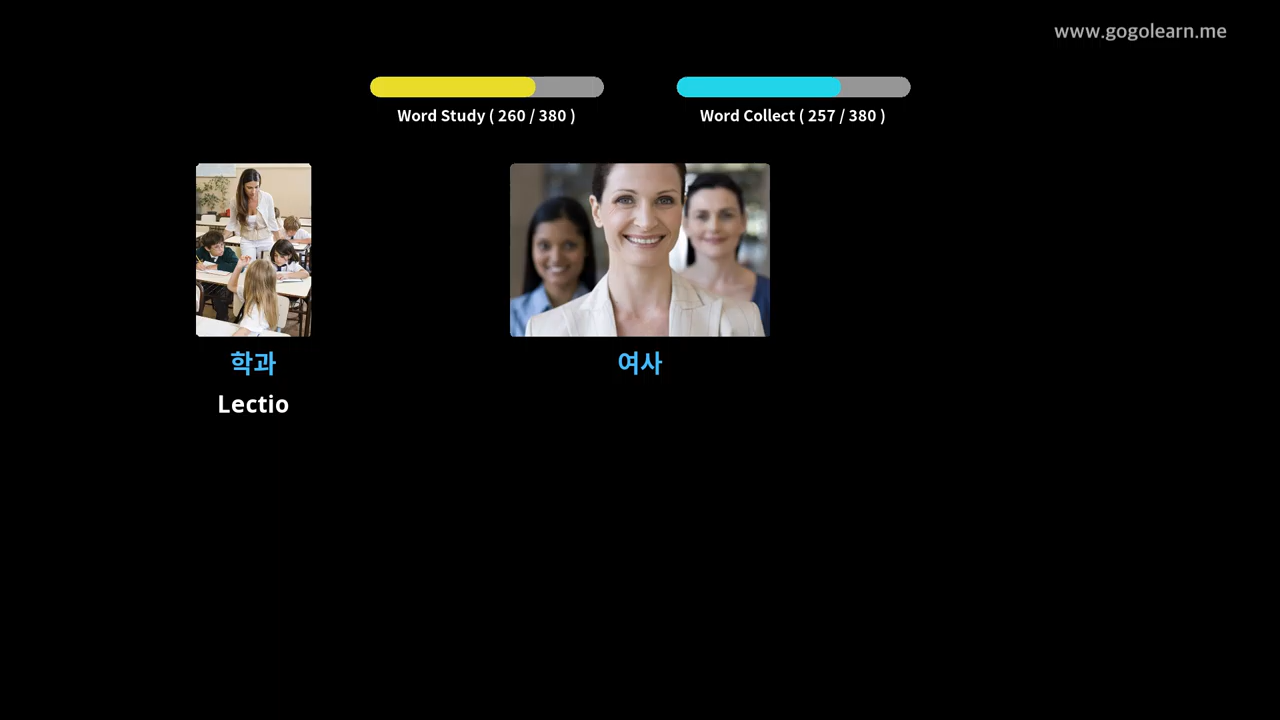 www.gogolearn.me
Word Study ( 260 / 380 )
Word Collect ( 257 / 380 )
학과
여사
Lectio